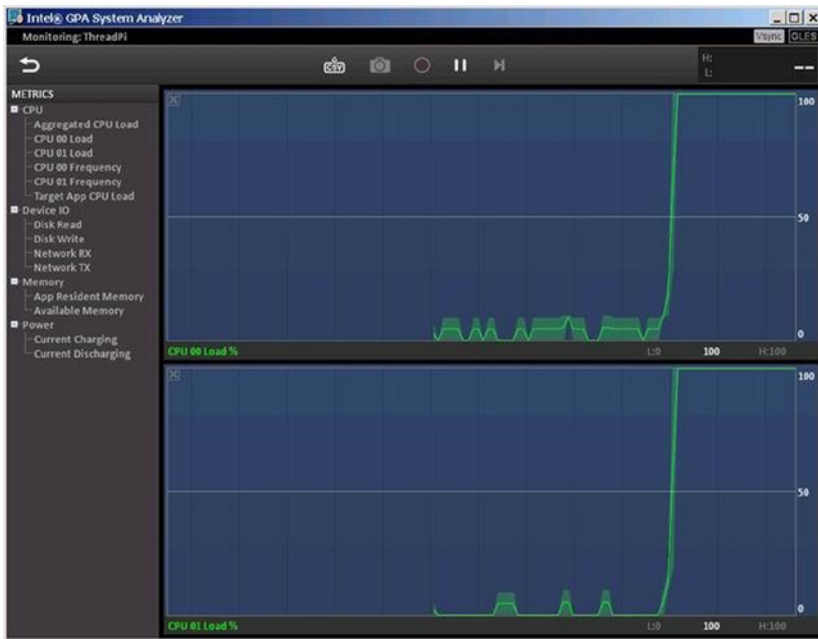 Intel® GPA System Analyzer
Monitoring: ThreadPi
Vsync GLES
CSV
H:
L:
--
METRICS
CPU
Aggregated CPU Load
CPU 00 Load
CPU 01 Load
CPU 00 Frequency
CPU 01 Frequency
Target App CPU Load
Device IO
Disk Read
Disk Write
Network RX
Network TX
Memory
App Resident Memory
Available Memory
Power
Current Charging
Current Discharging
100
50
0
CPU 00 Load % L:0 100 H:100
100
50
0
CPU 01 Load % L:0 100 H:100